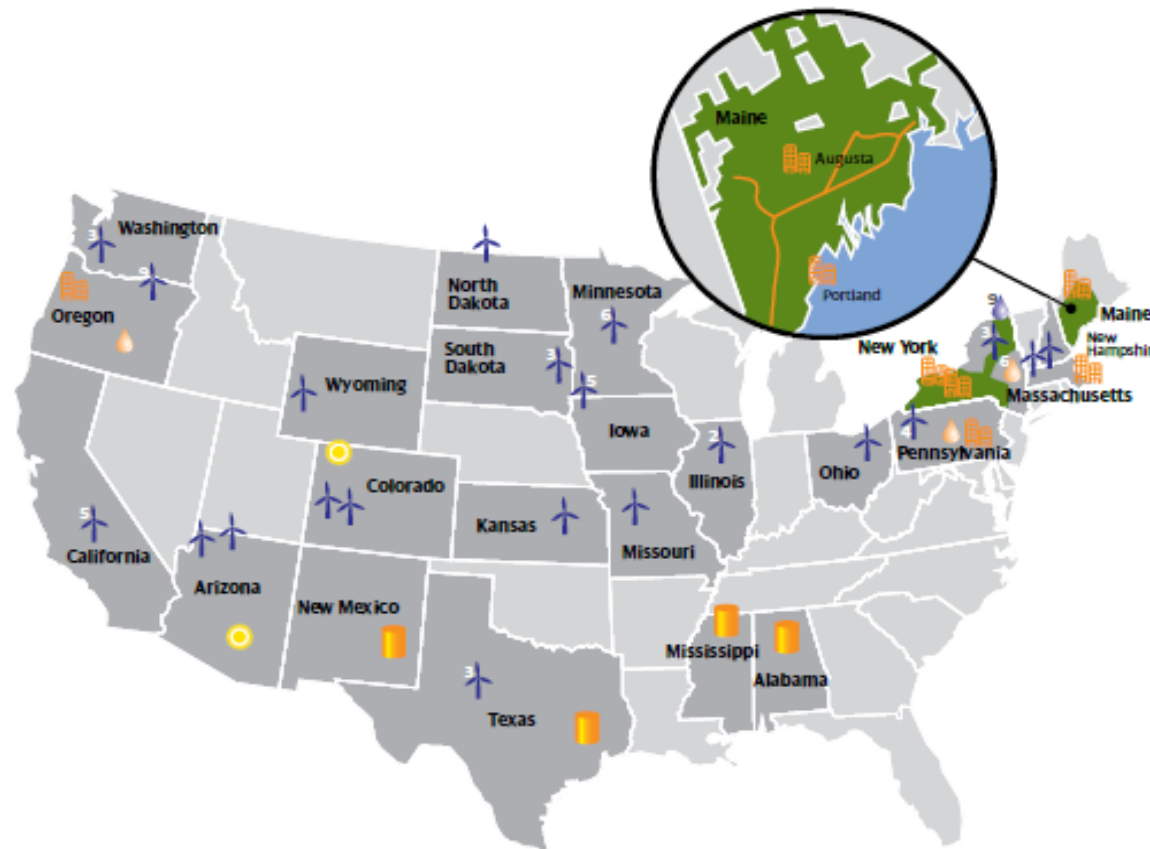 Maine
Augusta
Portland
Washington
3
9
Oregon
North
Dakota
Minnesota
6
South
Dakota
3
5
Wyoming
Iowa
9
3
Maine
New
Hampshire
New York
6
Massachusetts
4
Pennsylvania
2
Illinois
Ohio
Colorado
Kansas
Missouri
5
California
Arizona
New Mexico
Mississippi
Alabama
3
Texas